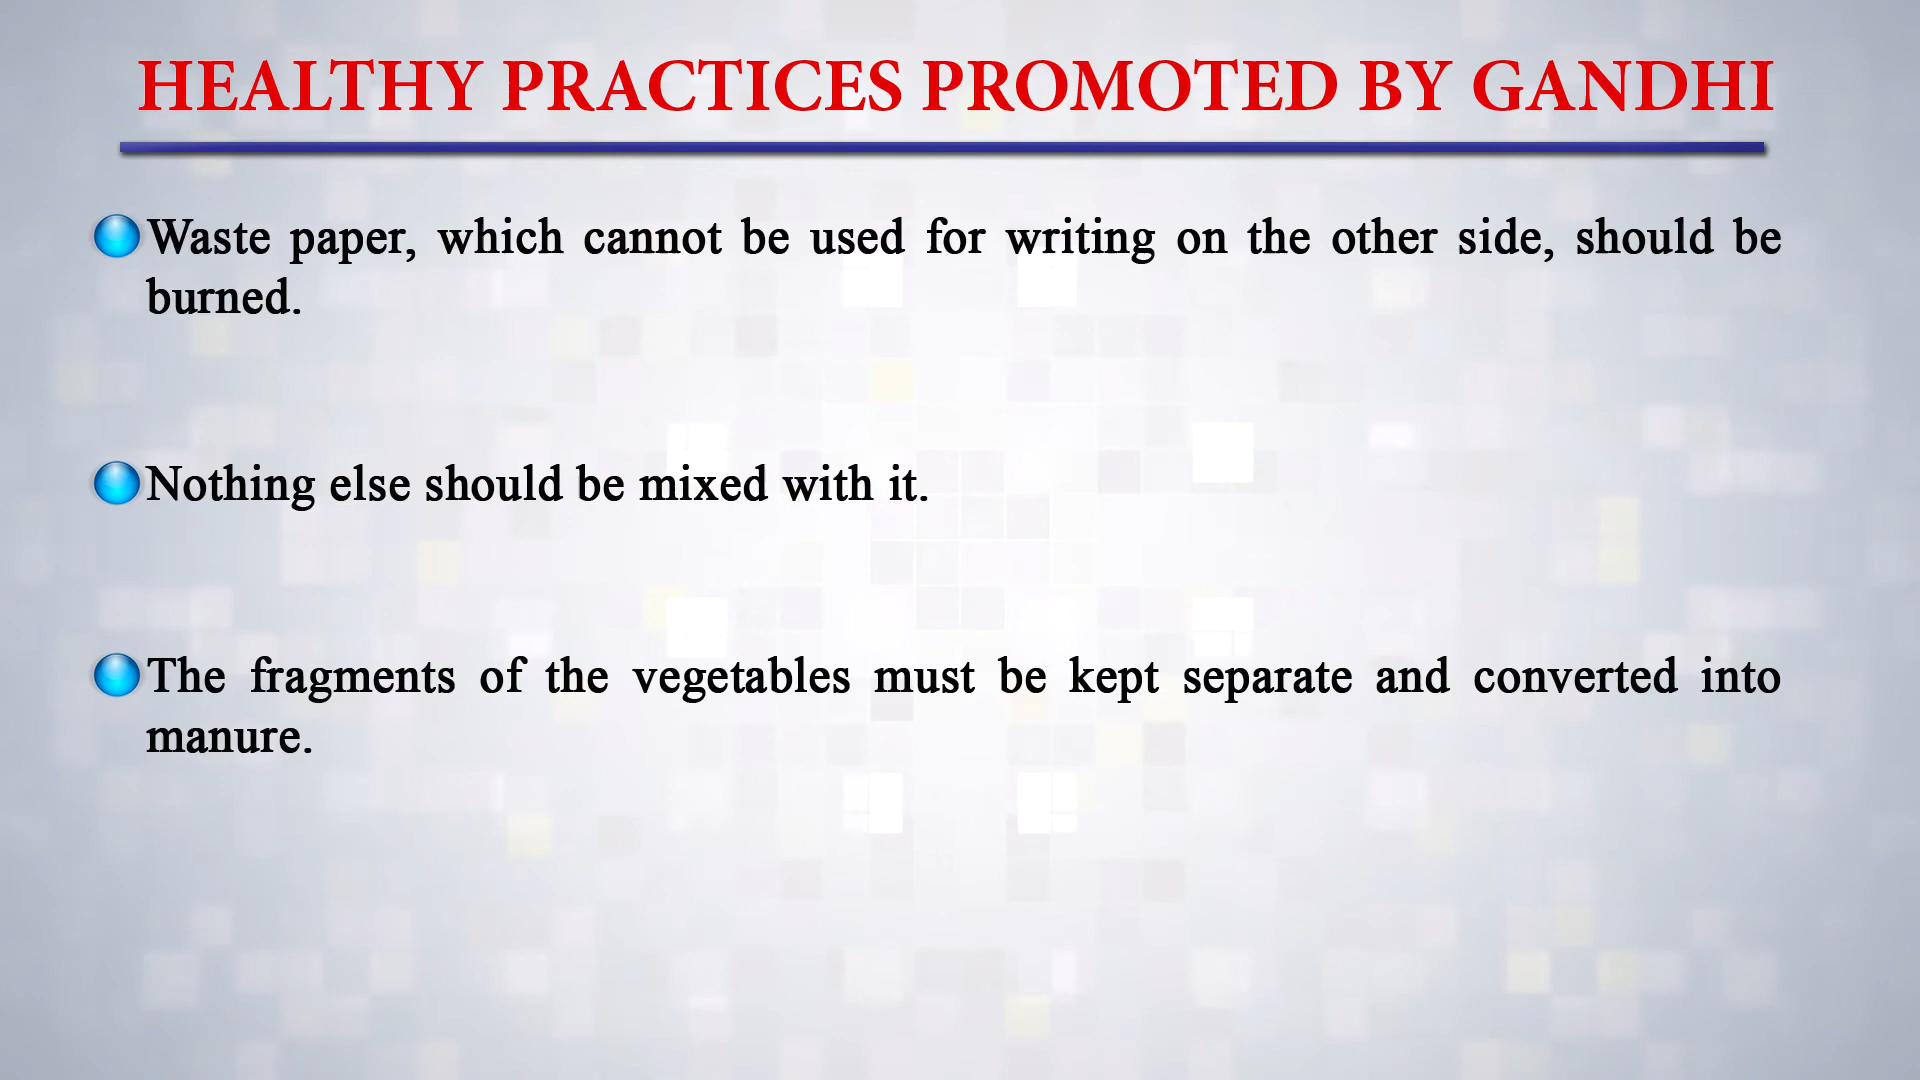 HEALTHY PRACTICES PROMOTED BY GANDHI
Waste paper, which cannot be used for writing on the other side, should be
burned.
Nothing else should be mixed with it.
The fragments of the vegetables must be kept separate and converted into
manure.